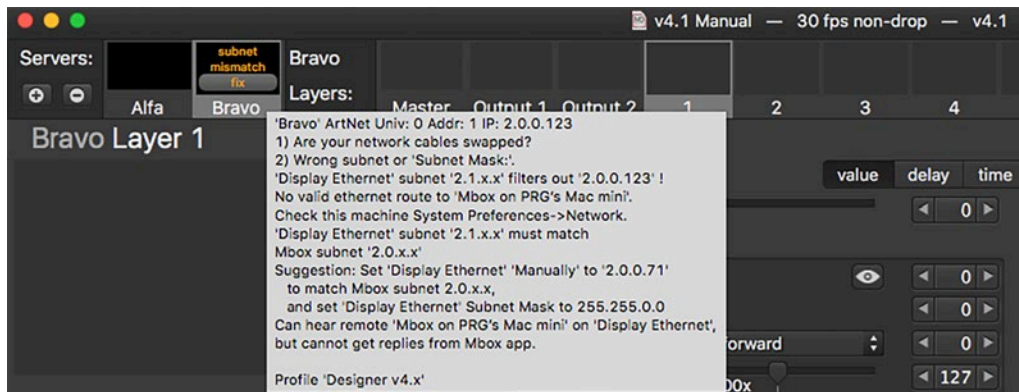 v4.1 Manual — 30 fps non-drop — v4.1
Servers:
subnet
mismatch
fix
Bravo
Layers:
Alfa
Bravo
Master
Output 1
Output 2
1
2
3
4
Bravo Layer 1
'Bravo' ArtNet Univ: 0 Addr: 1 IP: 2.0.0.123
1) Are your network cables swapped?
2) Wrong subnet or 'Subnet Mask:'.
'Display Ethernet' subnet '2.1.x.x' filters out '2.0.0.123' !
No valid ethernet route to 'Mbox on PRG's Mac mini'.
Check this machine System Preferences->Network.
'Display Ethernet' subnet '2.1.x.x' must match
Mbox subnet '2.0.x.x'
Suggestion: Set 'Display Ethernet' 'Manually' to '2.0.0.71'
to match Mbox subnet 2.0.x.x,
and set 'Display Ethernet' Subnet Mask to 255.255.0.0
Can hear remote 'Mbox on PRG's Mac mini' on 'Display Ethernet',
but cannot get replies from Mbox app.
Profile 'Designer v4.x'
value
delay
time
0
0
0
orward
0
00x
127